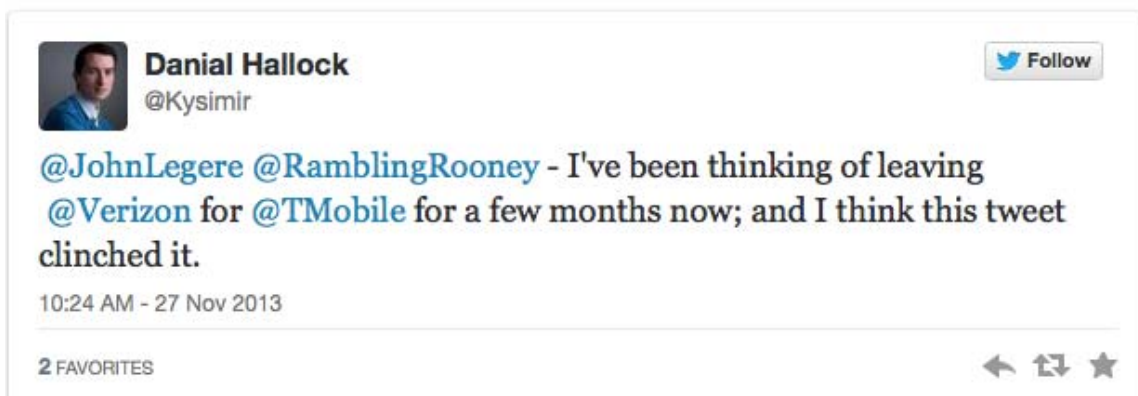 Danial Hallock
Follow
@Kysimir
@JohnLegere @RamblingRooney - I've been thinking of leaving
@Verizon for @TMobile for a few months now; and I think this tweet
clinched it.
10:24 AM - 27 Nov 2013
2 FAVORITES